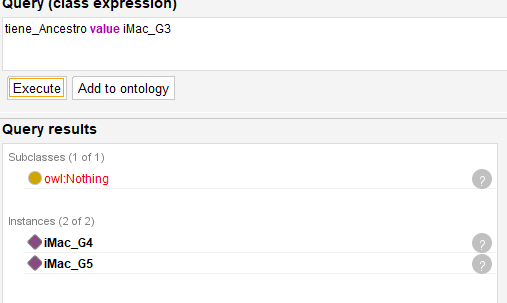 Query (class expression)
tiene_Ancestro value iMac_G3
Execute Add to ontology
Query results
Subclasses (1 of 1)
owl:Nothing ?
Instances (2 of 2)
iMac_G4 ?
iMac_G5 ?